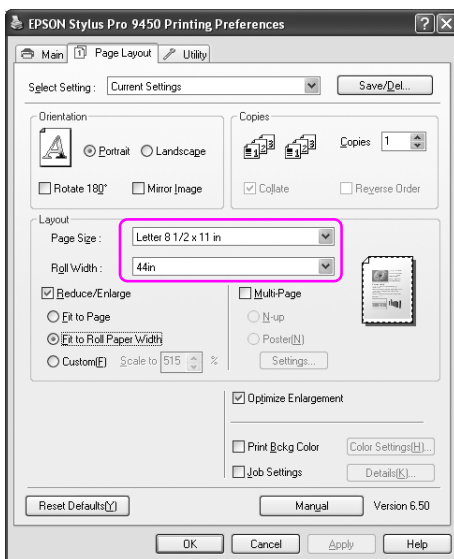 EPSON Stylus Pro 9450 Printing Preferences
Main Page Layout Utility
Select Setting : Current Settings Save/Del...
Orientation Copies
Portrait Landscape Copies 1
Rotate 180° Mirror Image Collate Reverse Order
Layout
Page Size : Letter 8 1/2 x 11 in
Roll Width : 44in
Reduce/Enlarge Multi-Page
Fit to Page N-up
Fit to Roll Paper Width Poster(N)
Custom(F) Scale to 515 % Settings...
Optimize Enlargement
Print Bckg Color Color Settings(H)...
Job Settings Details(K)...
Reset Defaults(Y) Manual Version 6.50
OK Cancel Apply Help